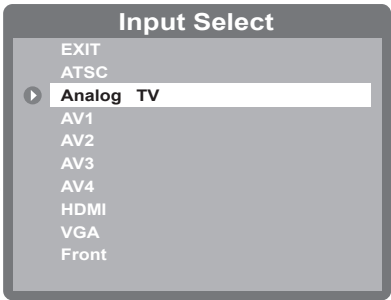 Input Select
EXIT
ATSC
Analog TV
AV1
AV2
AV3
AV4
HDMI
VGA
Front